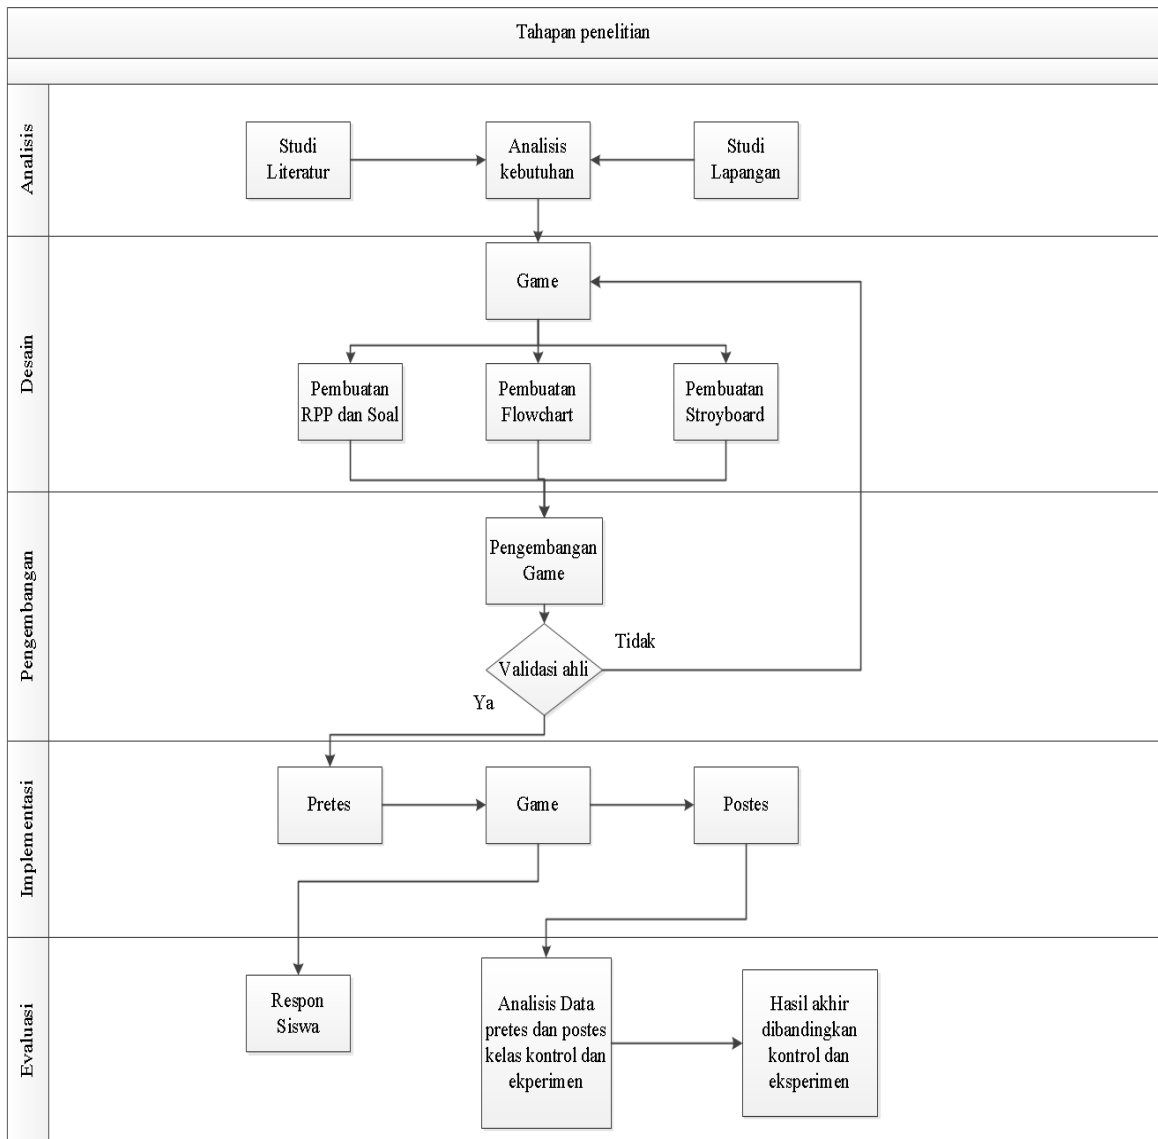 Tahapan penelitian
Analisis
Studi
Literatur
Analisis
kebutuhan
Studi
Lapangan
Desain
Game
Pembuatan
RPP dan Soal
Pembuatan
Flowchart
Pembuatan
Stroyboard
Pengembangan
Pengembangan
Game
Validasi ahli
Tidak
Ya
Implementasi
Pretes
Game
Postes
Evaluasi
Respon
Siswa
Analisis Data
pretes dan postes
kelas kontrol dan
ekperimen
Hasil akhir
dibandingkan
kontrol dan
eksperimen